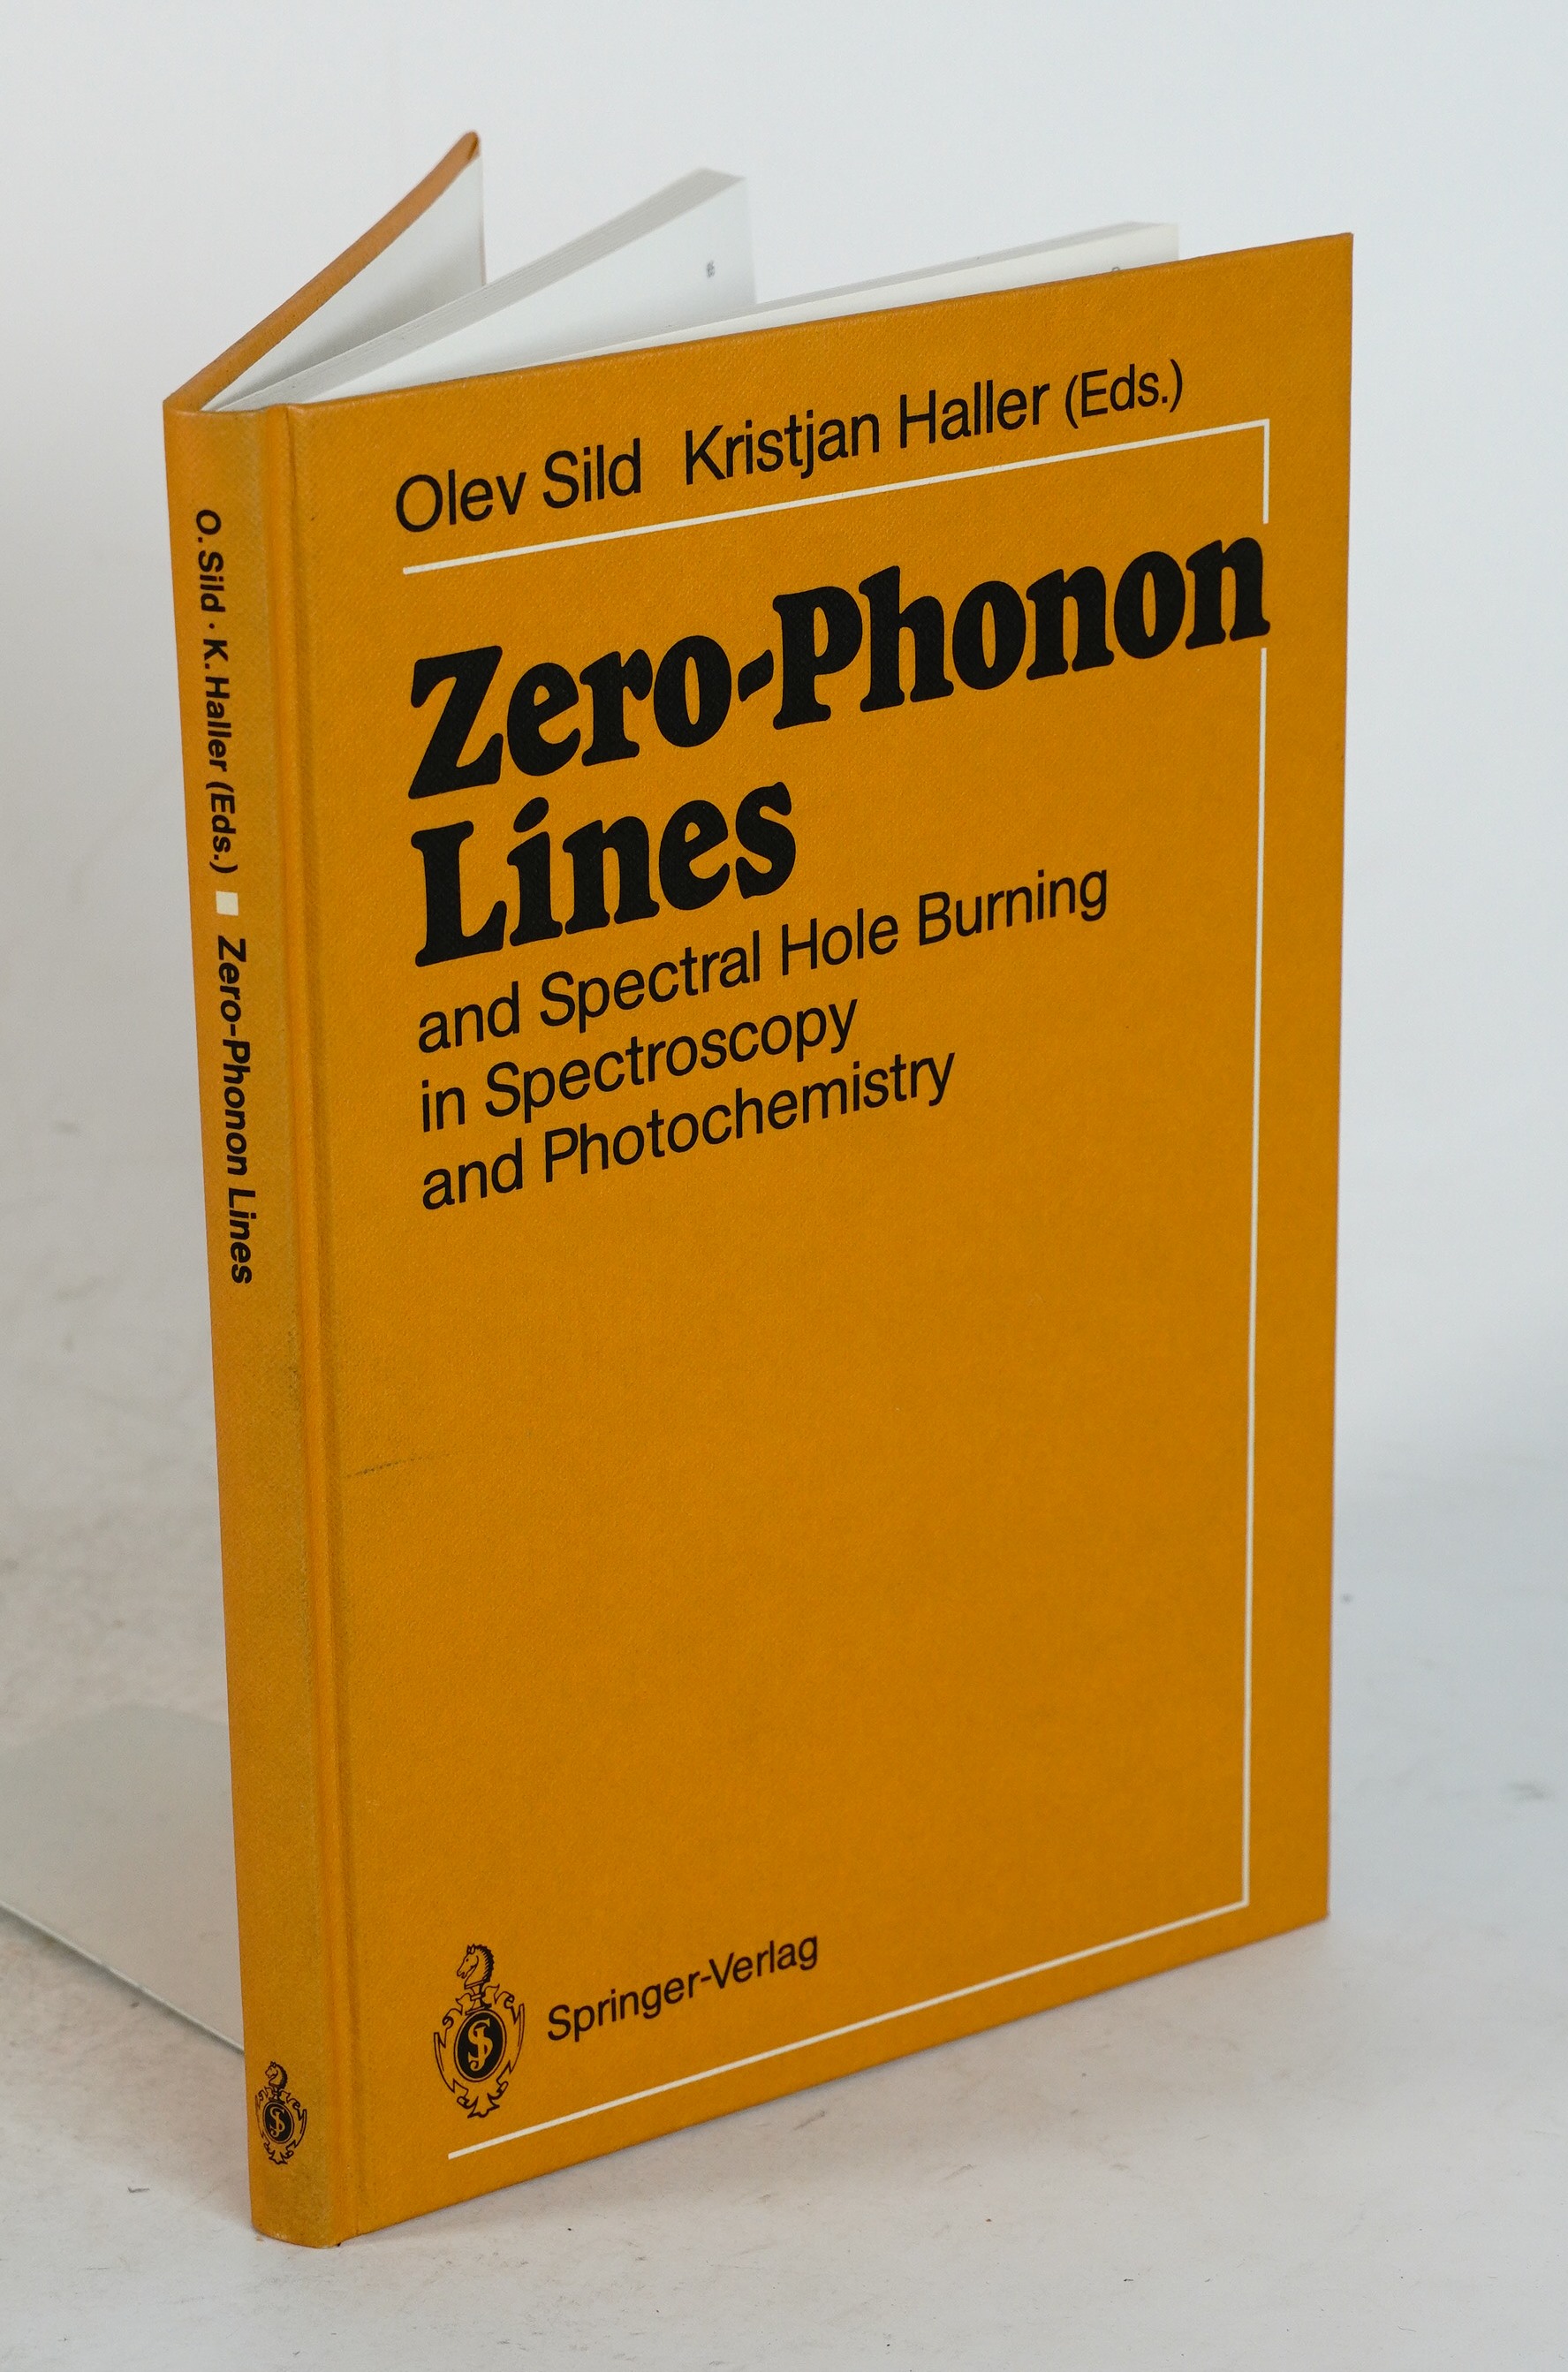 Olev Sild Kristjan Haller (Eds.)
Zero-Phonon
Lines
and Spectral Hole Burning
in Spectroscopy
and Photochemistry
Springer-Verlag
O. Sild · K. Haller (Eds.) Zero-Phonon Lines